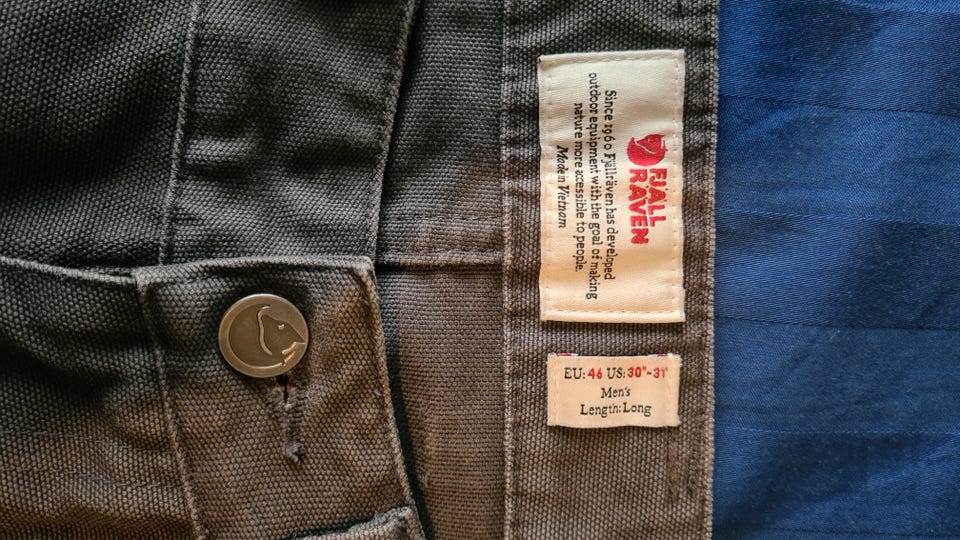 FJÄLL
RÄVEN
Since 1960 Fjällräven has developed
outdoor equipment with the goal of making
nature more accessible to people.
Made in Vietnam
EU: 46 US: 30"-31"
Men's
Length: Long